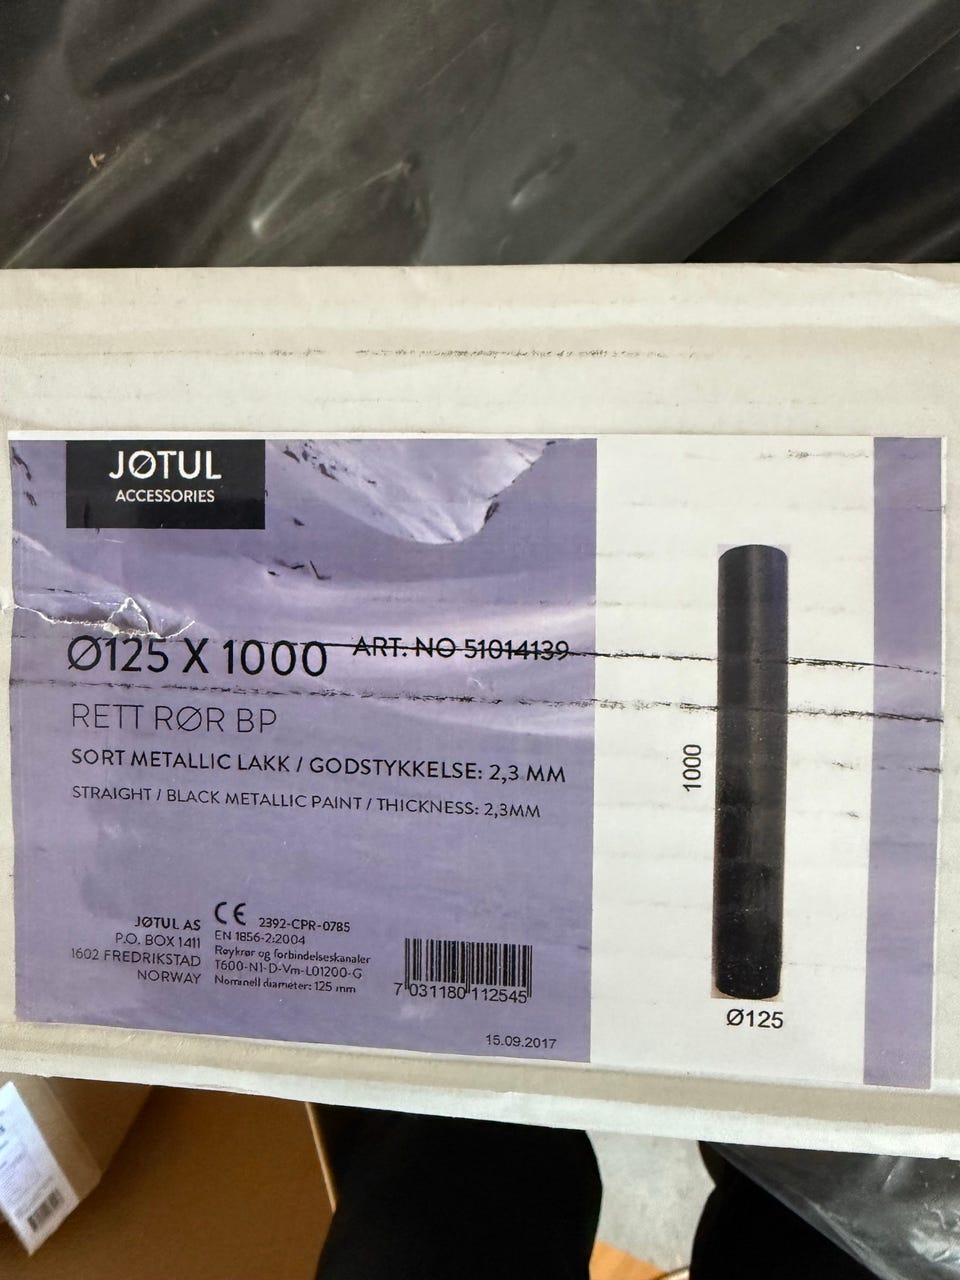 JØTUL
ACCESSORIES
Ø125 X 1000 ART. NO 51014139
RETT RØR BP
SORT METALLIC LAKK / GODSTYKKELSE: 2,3 MM
STRAIGHT / BLACK METALLIC PAINT / THICKNESS: 2,3MM
JØTUL AS
P.O. BOX 1411
1602 FREDRIKSTAD
NORWAY
CE 2392-CPR-0785
EN 1856-2:2004
Røykrør og forbindelseskanaler
T600-N1-D-Vm-L01200-G
Nominell diameter: 125 mm
7 031180 112545
15.09.2017
1000
Ø125